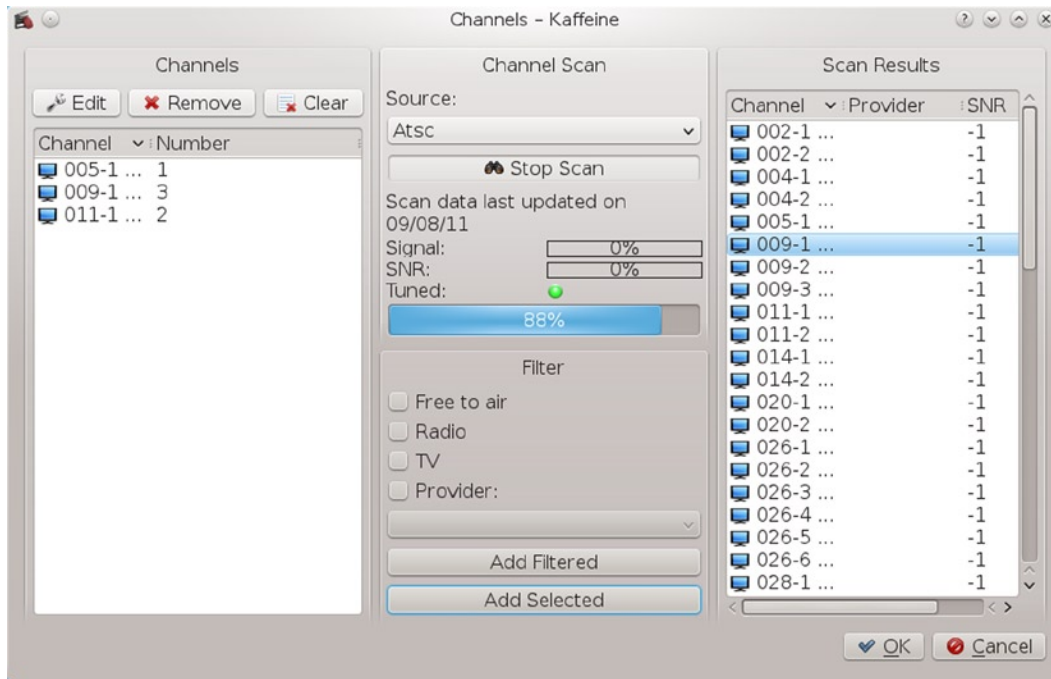 Channels – Kaffeine
Channels
Edit Remove Clear
Channel Number
005-1 ... 1
009-1 ... 3
011-1 ... 2
Channel Scan
Source:
Atsc
Stop Scan
Scan data last updated on
09/08/11
Signal: 0%
SNR: 0%
Tuned:
88%
Filter
Free to air
Radio
TV
Provider:
Add Filtered
Add Selected
Scan Results
Channel Provider SNR
002-1 ... -1
002-2 ... -1
004-1 ... -1
004-2 ... -1
005-1 ... -1
009-1 ... -1
009-2 ... -1
009-3 ... -1
011-1 ... -1
011-2 ... -1
014-1 ... -1
014-2 ... -1
020-1 ... -1
020-2 ... -1
026-1 ... -1
026-2 ... -1
026-3 ... -1
026-4 ... -1
026-5 ... -1
026-6 ... -1
028-1 ... -1
OK Cancel